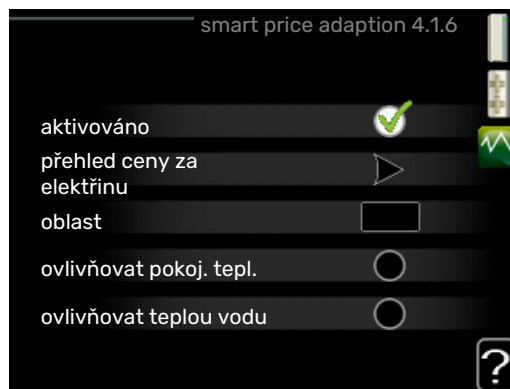 smart price adaption 4.1.6
aktivováno
přehled ceny za
elektřinu
oblast
ovlivňovat pokoj. tepl.
ovlivňovat teplou vodu
?